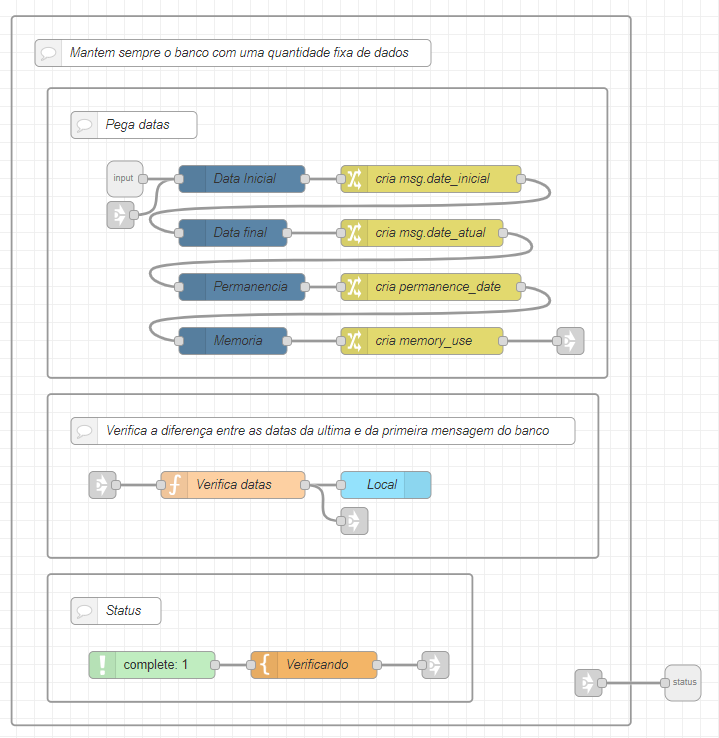 Mantem sempre o banco com uma quantidade fixa de dados
Pega datas
input
Data Inicial
cria msg.date_inicial
Data final
cria msg.date_atual
Permanencia
cria permanence_date
Memoria
cria memory_use
Verifica a diferença entre as datas da ultima e da primeira mensagem do banco
Verifica datas
Local
Status
complete: 1
Verificando
status